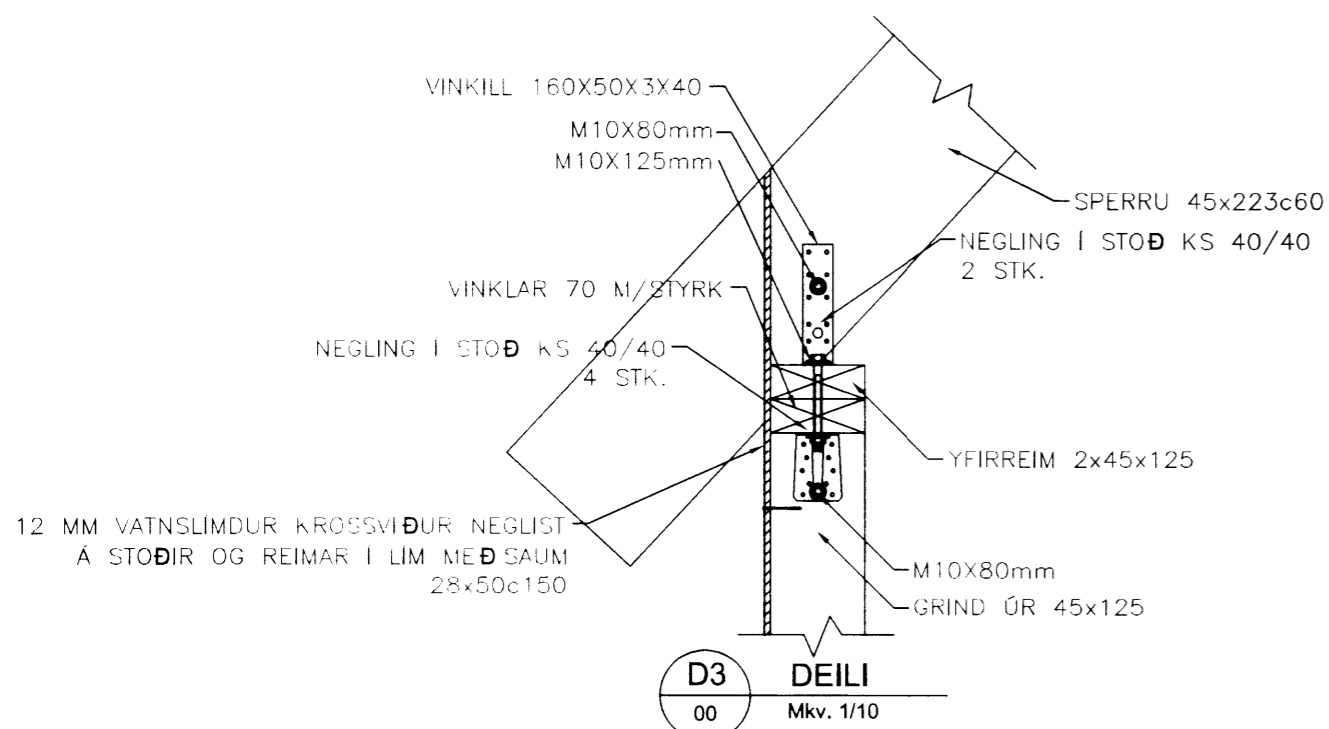 VINKILL 160X50X3X40
M10X80mm
M10X125mm
SPERRU 45x223c60
NEGLING Í STOÐ KS 40/40
2 STK.
VINKLAR 70 M/STYRK
NEGLING Í STOÐ KS 40/40
4 STK.
YFIRREIM 2x45x125
12 MM VATNSLÍMDUR KROSSVIÐUR NEGLIST
Á STOÐIR OG REIMAR Í LÍM MEÐ SAUM
28x50c150
M10X80mm
GRIND ÚR 45x125
D3
DEILI
00
Mkv. 1/10